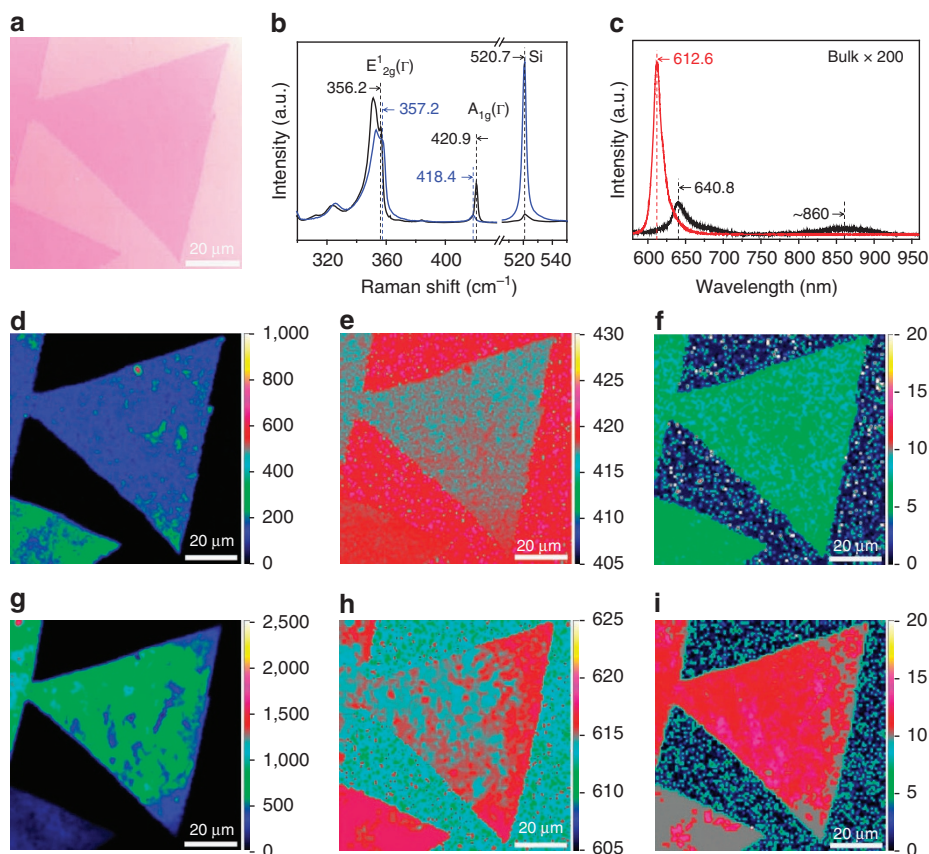 a
20 μm
b
Intensity (a.u.)
E¹₂g(Γ)
356.2
357.2
A₁g(Γ)
420.9
418.4
520.7
Si
320 360 400 520 540
Raman shift (cm⁻¹)
c
Intensity (a.u.)
612.6
Bulk × 200
640.8
~860
600 650 700 750 800 850 900 950
Wavelength (nm)
d
1,000
800
600
400
200
0
20 μm
e
430
425
420
415
410
405
20 μm
f
20
15
10
5
0
20 μm
g
2,500
2,000
1,500
1,000
500
0
20 μm
h
625
620
615
610
605
20 μm
i
20
15
10
5
0
20 μm